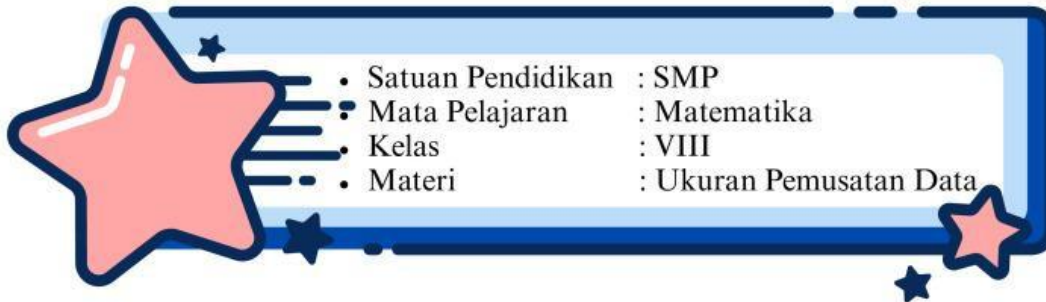 • Satuan Pendidikan : SMP
• Mata Pelajaran : Matematika
• Kelas : VIII
• Materi : Ukuran Pemusatan Data